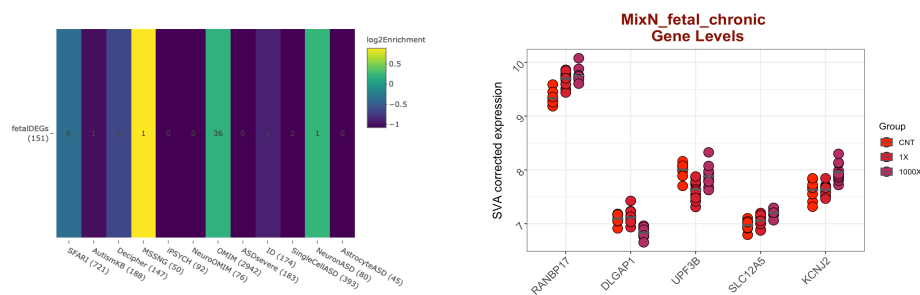 log2Enrichment
0.5
0
−0.5
−1
fetalDEGs
(151)
6 1 1 0 0 36 0 1 2 1 0
SFARI (721)
AutismKB (188)
Decipher (147)
MSSNG (50)
iPSYCH (92)
NeuroOMIM (76)
OMIM (2942)
ASDsevere (183)
ID (174)
SingleCellASD (393)
NeuronASD (80)
AstrocyteASD (45)
MixN_fetal_chronic
Gene Levels
SVA corrected expression
10
9
8
7
RANBP17
DLGAP1
UPF3B
SLC12A5
KCNJ2
Group
CNT
1X
1000X